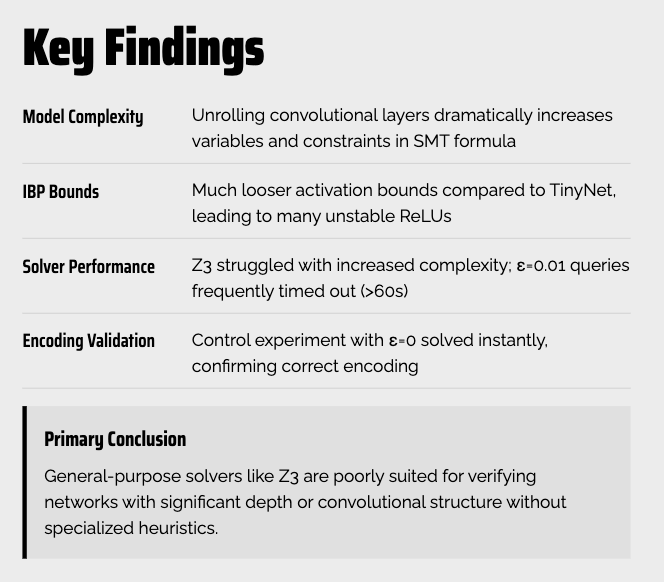 Key Findings
Model Complexity
Unrolling convolutional layers dramatically increases
variables and constraints in SMT formula
IBP Bounds
Much looser activation bounds compared to TinyNet,
leading to many unstable ReLUs
Solver Performance
Z3 struggled with increased complexity; ε=0.01 queries
frequently timed out (>60s)
Encoding Validation
Control experiment with ε=0 solved instantly,
confirming correct encoding
Primary Conclusion
General-purpose solvers like Z3 are poorly suited for verifying
networks with significant depth or convolutional structure without
specialized heuristics.